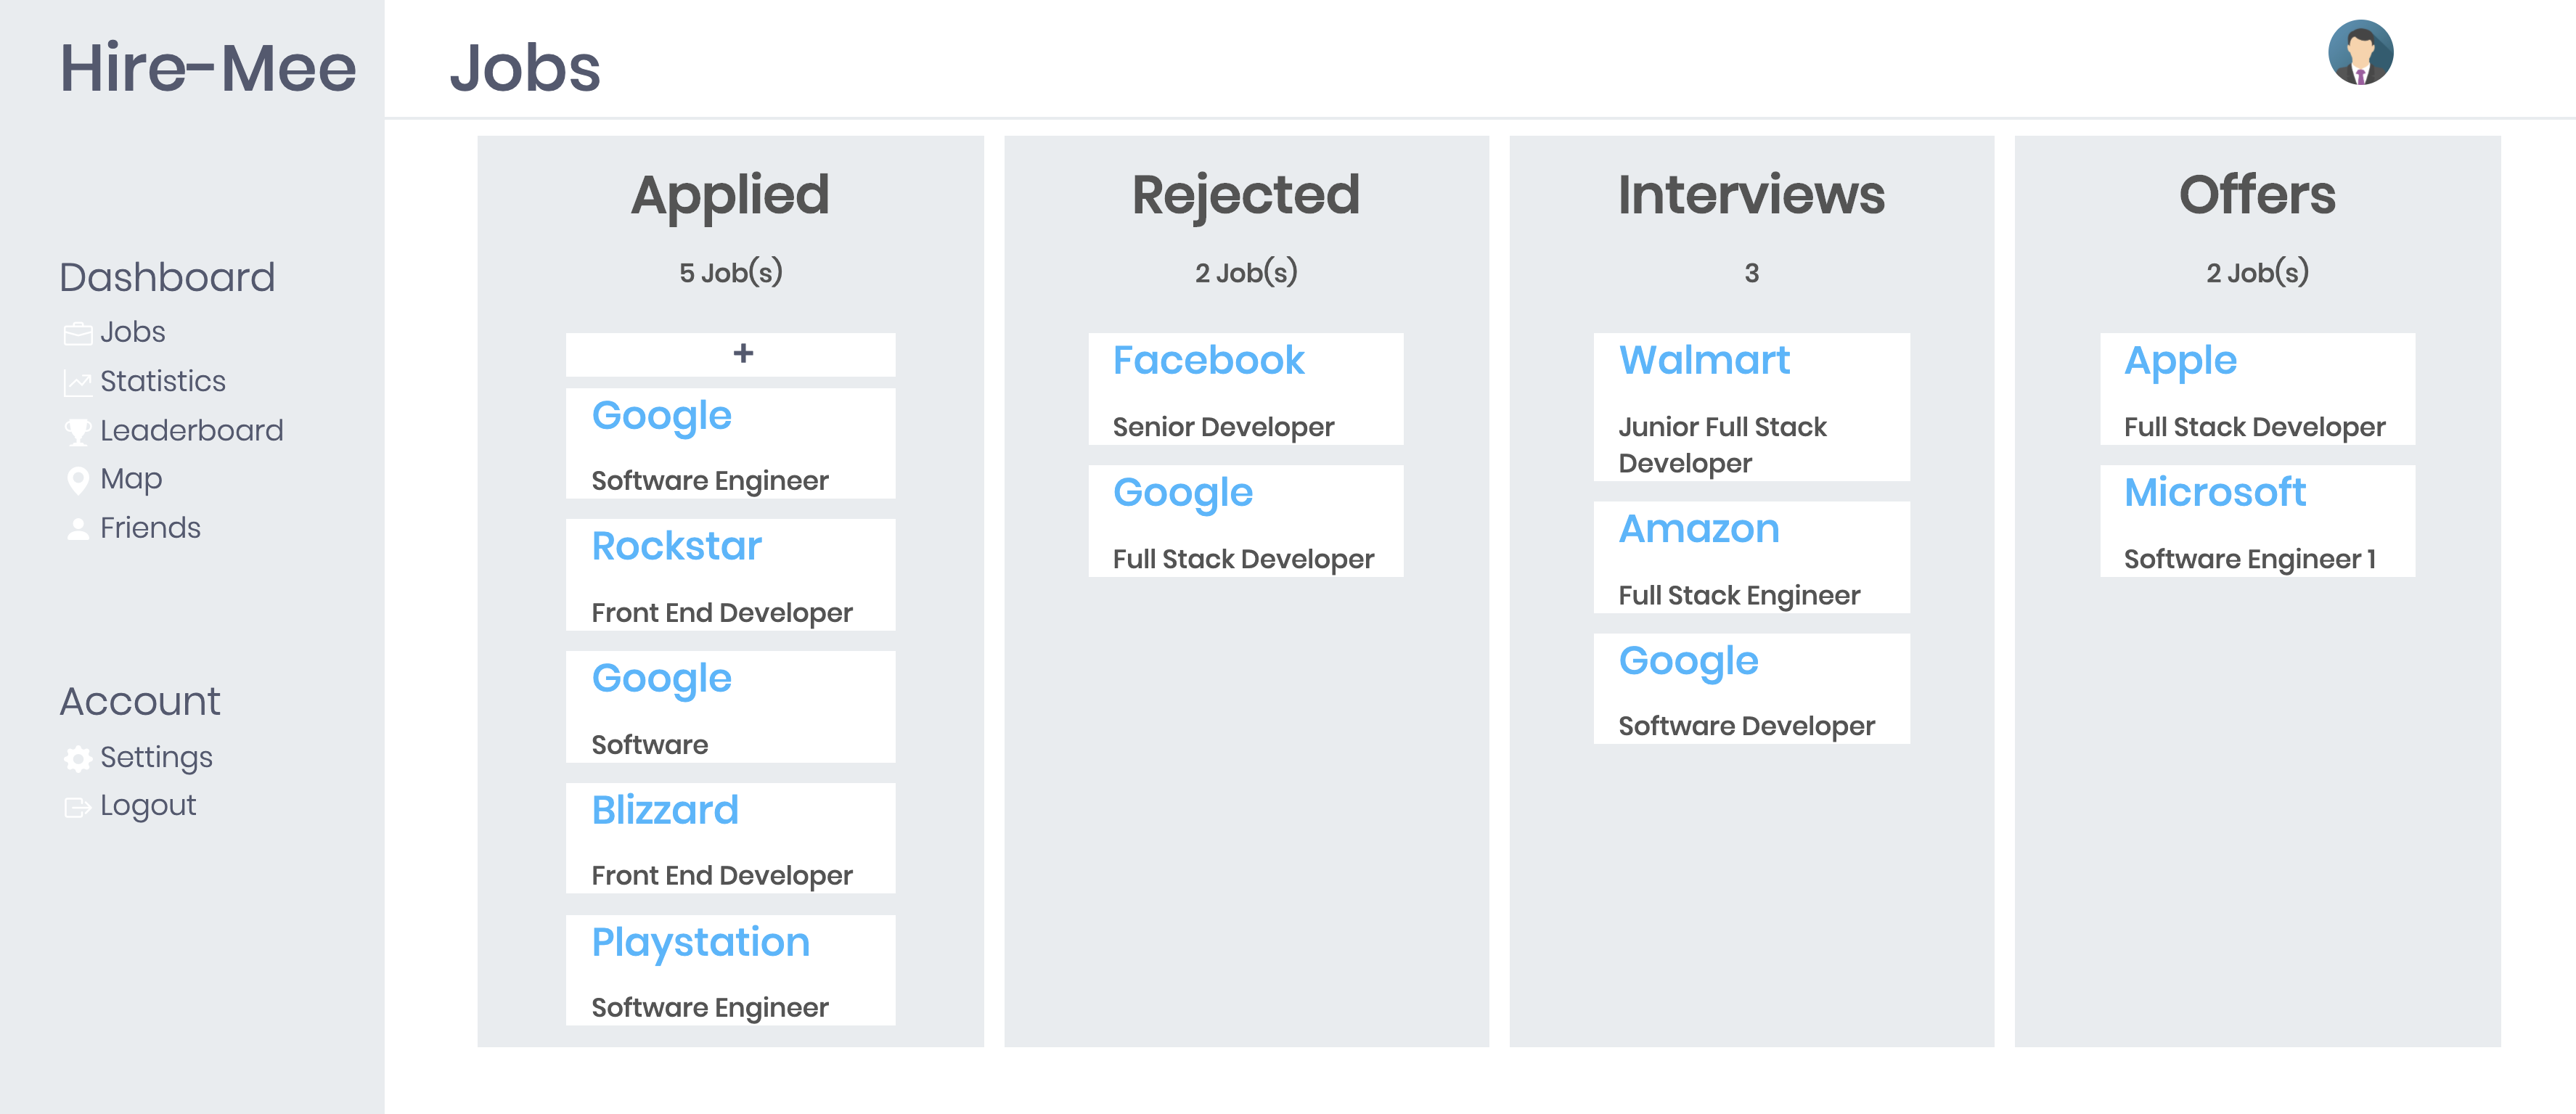 Hire-Mee
Dashboard
Jobs
Statistics
Leaderboard
Map
Friends
Account
Settings
Logout
Jobs
Applied
5 Job(s)
+
Google
Software Engineer
Rockstar
Front End Developer
Google
Software
Blizzard
Front End Developer
Playstation
Software Engineer
Rejected
2 Job(s)
Facebook
Senior Developer
Google
Full Stack Developer
Interviews
3
Walmart
Junior Full Stack
Developer
Amazon
Full Stack Engineer
Google
Software Developer
Offers
2 Job(s)
Apple
Full Stack Developer
Microsoft
Software Engineer 1